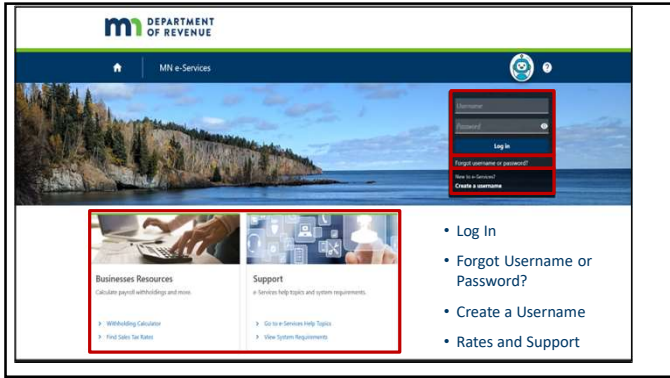 DEPARTMENT
OF REVENUE
MN e-Services
?
Username
Password
Log in
Forgot username or password?
New to e-Services?
Create a username
Businesses Resources
Calculate payroll withholdings and more.
> Withholding Calculator
> Find Sales Tax Rates
Support
e-Services help topics and system requirements.
> Go to e-Services Help Topics
> View System Requirements
• Log In
• Forgot Username or
Password?
• Create a Username
• Rates and Support